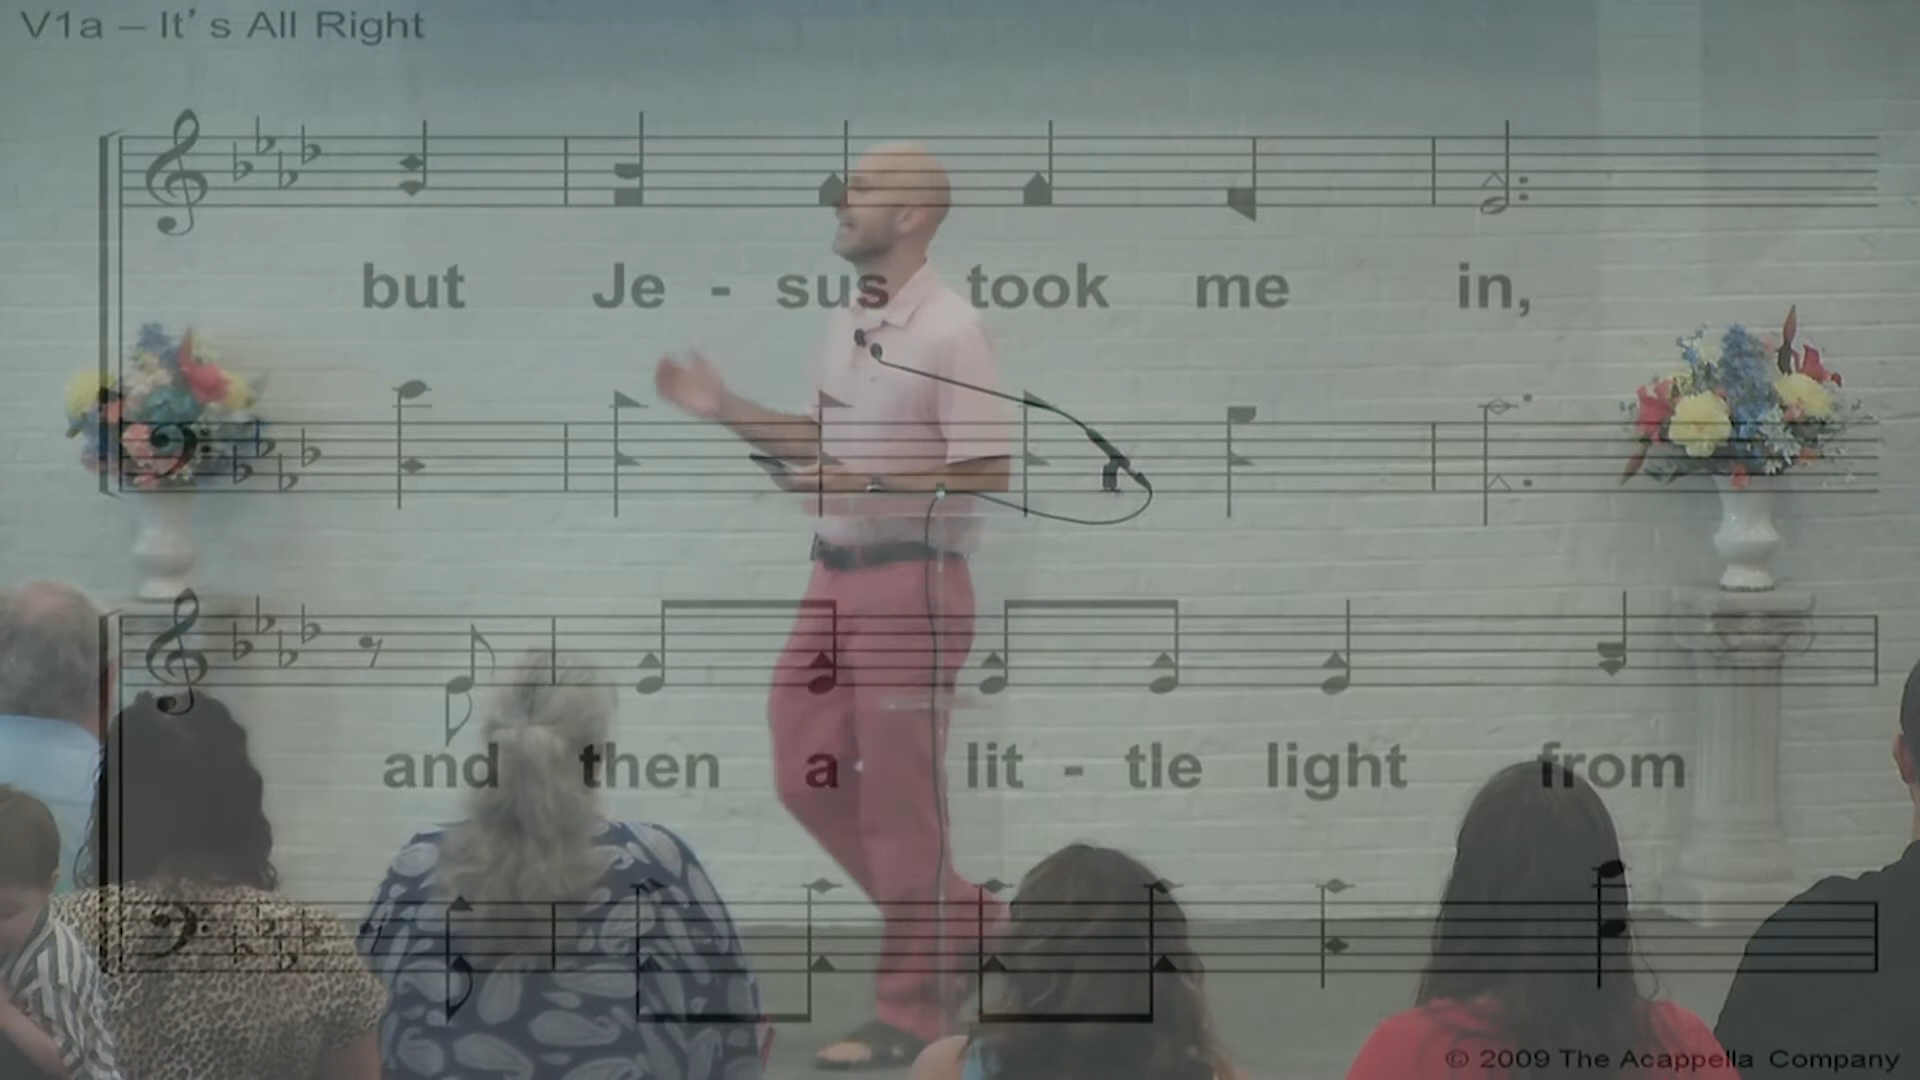 V1a – It's All Right
but Je - sus took me in,
and then a lit - tle light from
© 2009 The Acappella Company